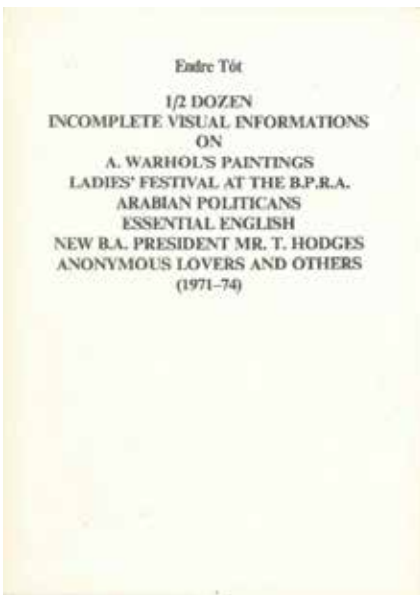 Endre Tót
1/2 DOZEN
INCOMPLETE VISUAL INFORMATIONS
ON
A. WARHOL'S PAINTINGS
LADIES' FESTIVAL AT THE B.P.R.A.
ARABIAN POLITICANS
ESSENTIAL ENGLISH
NEW B.A. PRESIDENT MR. T. HODGES
ANONYMOUS LOVERS AND OTHERS
(1971–74)